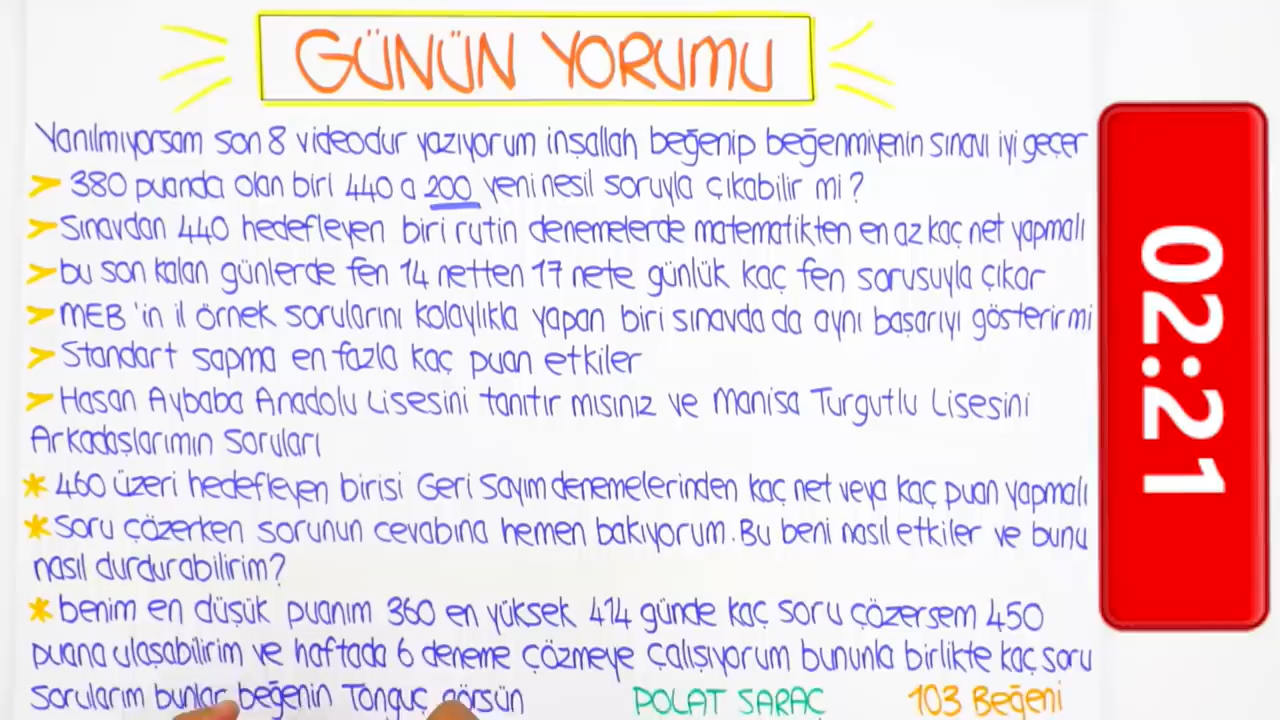 GÜNÜN YORUMU
Yanılmıyorsam son 8 videodur yazıyorum inşallah beğenip beğenmiyenin sınavı iyi geçer
➤ 380 puanda olan biri 440 a 200 yeni nesil soruyla çıkabilir mi?
➤ Sınavdan 440 hedefleyen biri rutin denemelerde matematikten en az kaç net yapmalı
➤ bu son kalan günlerde fen 14 netten 17 nete günlük kaç fen sorusuyla çıkar
➤ MEB'in il örnek sorularını kolaylıkla yapan biri sınavda da aynı başarıyı gösterir mi
➤ Standart sapma en fazla kaç puan etkiler
➤ Hasan Aybaba Anadolu Lisesini tanıtır mısınız ve Manisa Turgutlu Lisesini
Arkadaşlarımın Soruları
* 460 üzeri hedefleyen birisi Geri Sayım denemelerinden kaç net veya kaç puan yapmalı
* Soru çözerken sorunun cevabına hemen bakıyorum. Bu beni nasıl etkiler ve bunu
nasıl durdurabilirim?
* benim en düşük puanım 360 en yüksek 414 günde kaç soru çözersem 450
puana ulaşabilirim ve haftada 6 deneme çözmeye çalışıyorum bununla birlikte kaç soru
Sorularım bunlar beğenin Tonguç görsün
POLAT SARAÇ
103 Beğeni
02:21